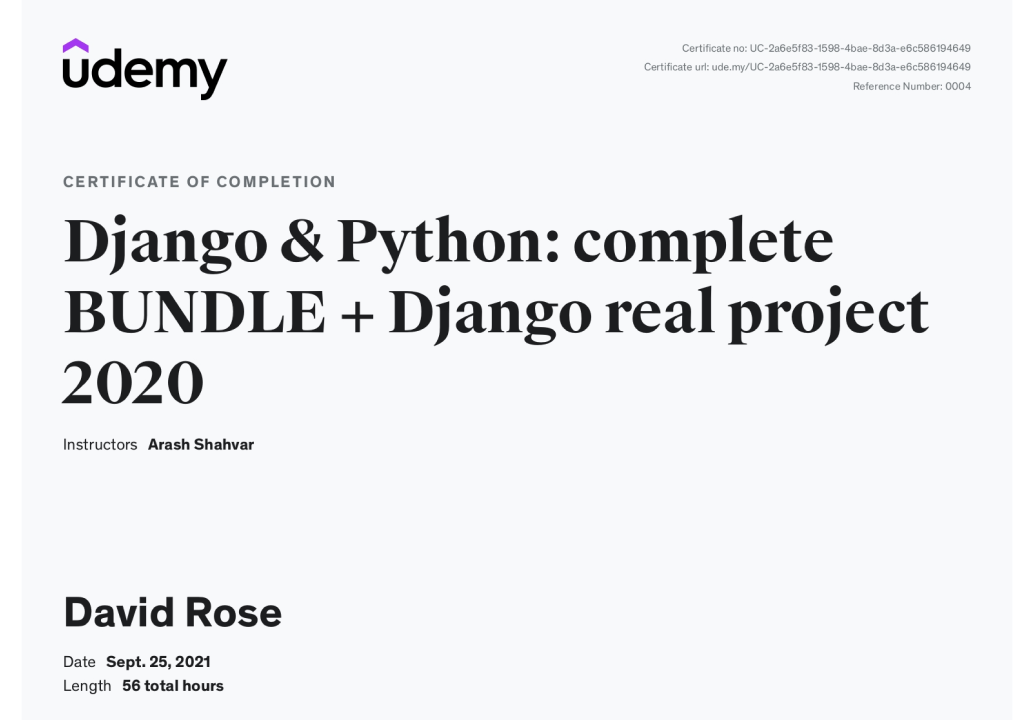 udemy
Certificate no: UC-2a6e5f83-1598-4bae-8d3a-e6c586194649
Certificate url: ude.my/UC-2a6e5f83-1598-4bae-8d3a-e6c586194649
Reference Number: 0004
CERTIFICATE OF COMPLETION
Django & Python: complete
BUNDLE + Django real project
2020
Instructors Arash Shahvar
David Rose
Date Sept. 25, 2021
Length 56 total hours